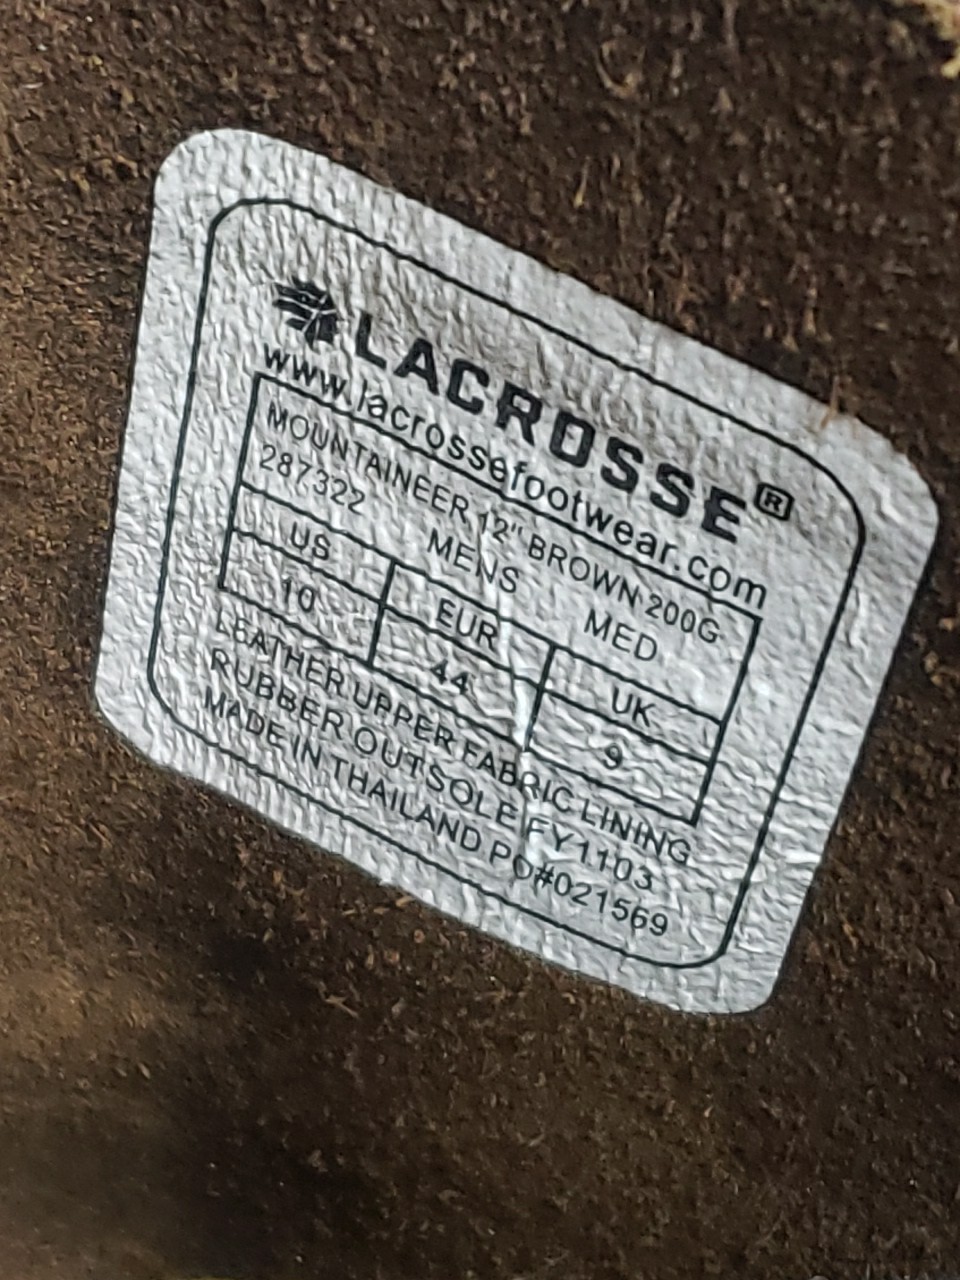 LACROSSE®
www.lacrossefootwear.com
MOUNTAINEER 12" BROWN 200G
287322 MENS MED
US EUR UK
10 44 9
LEATHER UPPER FABRIC LINING
RUBBER OUTSOLE FY1103
MADE IN THAILAND PO#021569